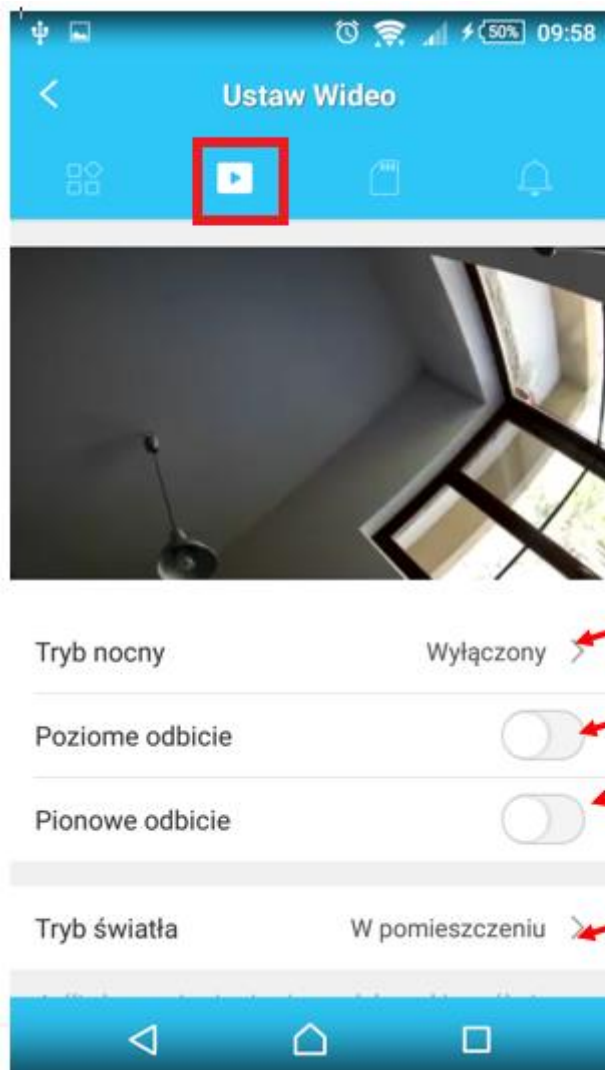 50% 09:58
Ustaw Wideo
Tryb nocny Wyłączony
Poziome odbicie
Pionowe odbicie
Tryb światła W pomieszczeniu